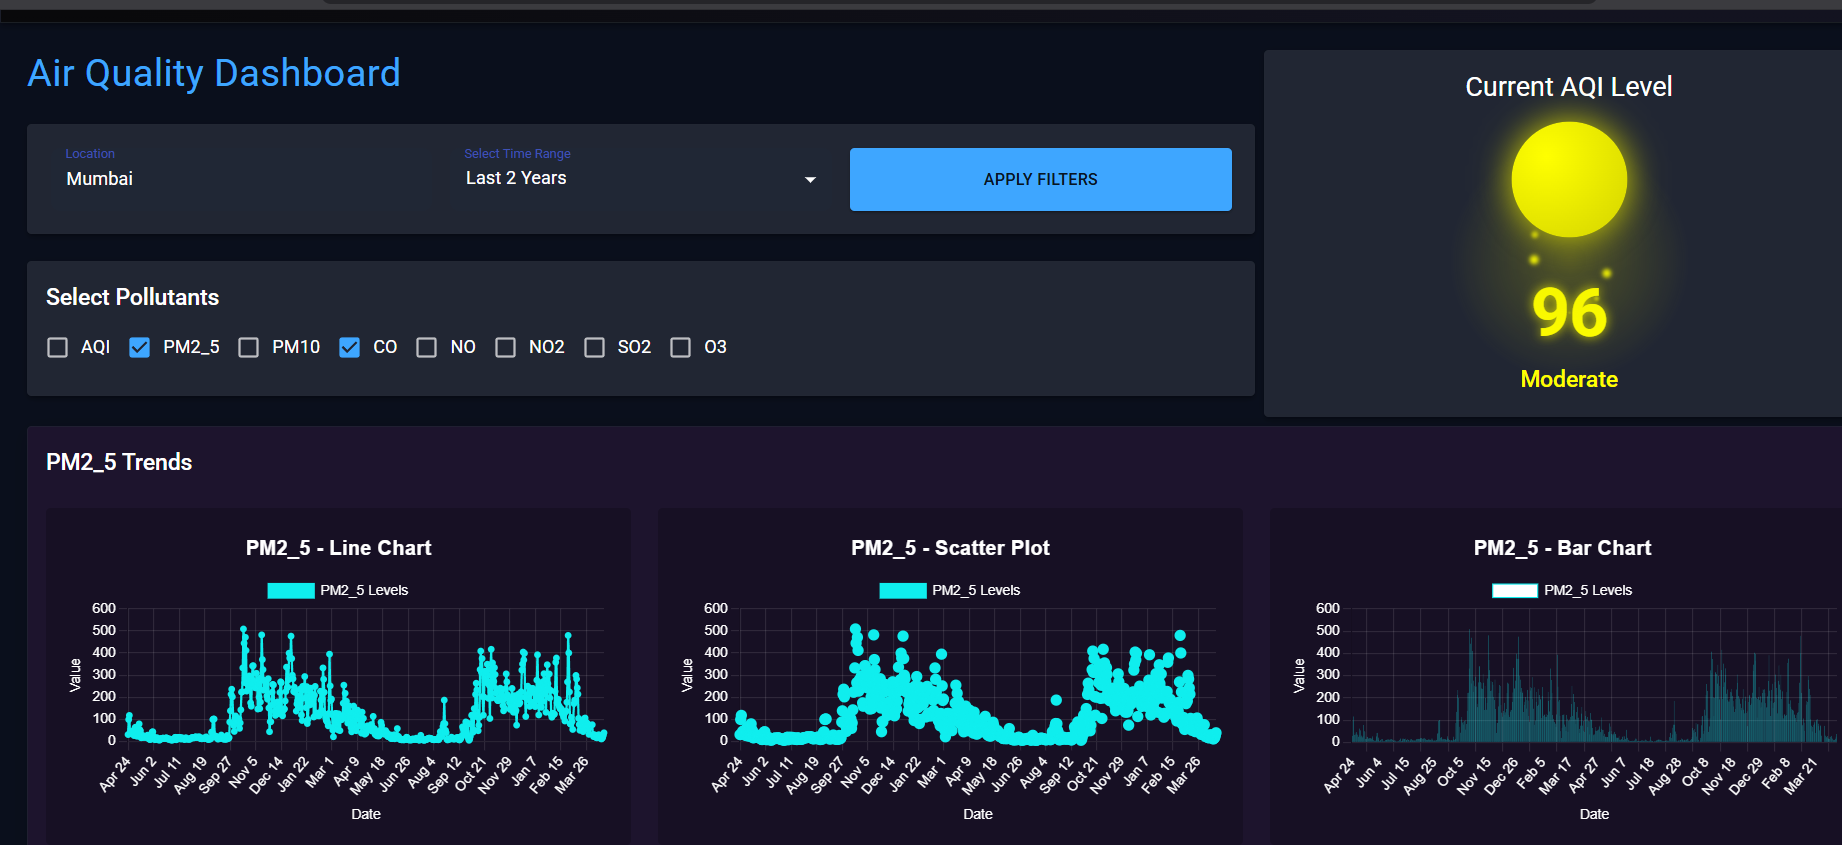 Air Quality Dashboard
Location
Mumbai
Select Time Range
Last 2 Years
APPLY FILTERS
Select Pollutants
AQI PM2_5 PM10 CO NO NO2 SO2 O3
Current AQI Level
96
Moderate
PM2_5 Trends
PM2_5 - Line Chart
PM2_5 Levels
600
500
400
300
200
100
0
Value
Apr 24 Jun 2 Jul 11 Aug 19 Sep 27 Nov 5 Dec 14 Jan 22 Mar 1 Apr 9 May 18 Jun 26 Aug 4 Sep 12 Oct 21 Nov 29 Jan 7 Feb 15 Mar 26
Date
PM2_5 - Scatter Plot
PM2_5 Levels
600
500
400
300
200
100
0
Value
Apr 24 Jun 2 Jul 11 Aug 19 Sep 27 Nov 5 Dec 14 Jan 22 Mar 1 Apr 9 May 18 Jun 26 Aug 4 Sep 12 Oct 21 Nov 29 Jan 7 Feb 15 Mar 26
Date
PM2_5 - Bar Chart
PM2_5 Levels
600
500
400
300
200
100
0
Value
Apr 24 Jun 4 Jul 15 Aug 25 Oct 5 Nov 15 Dec 26 Feb 5 Mar 17 Apr 27 Jun 7 Jul 18 Aug 28 Oct 8 Nov 18 Dec 29 Feb 8 Mar 21
Date